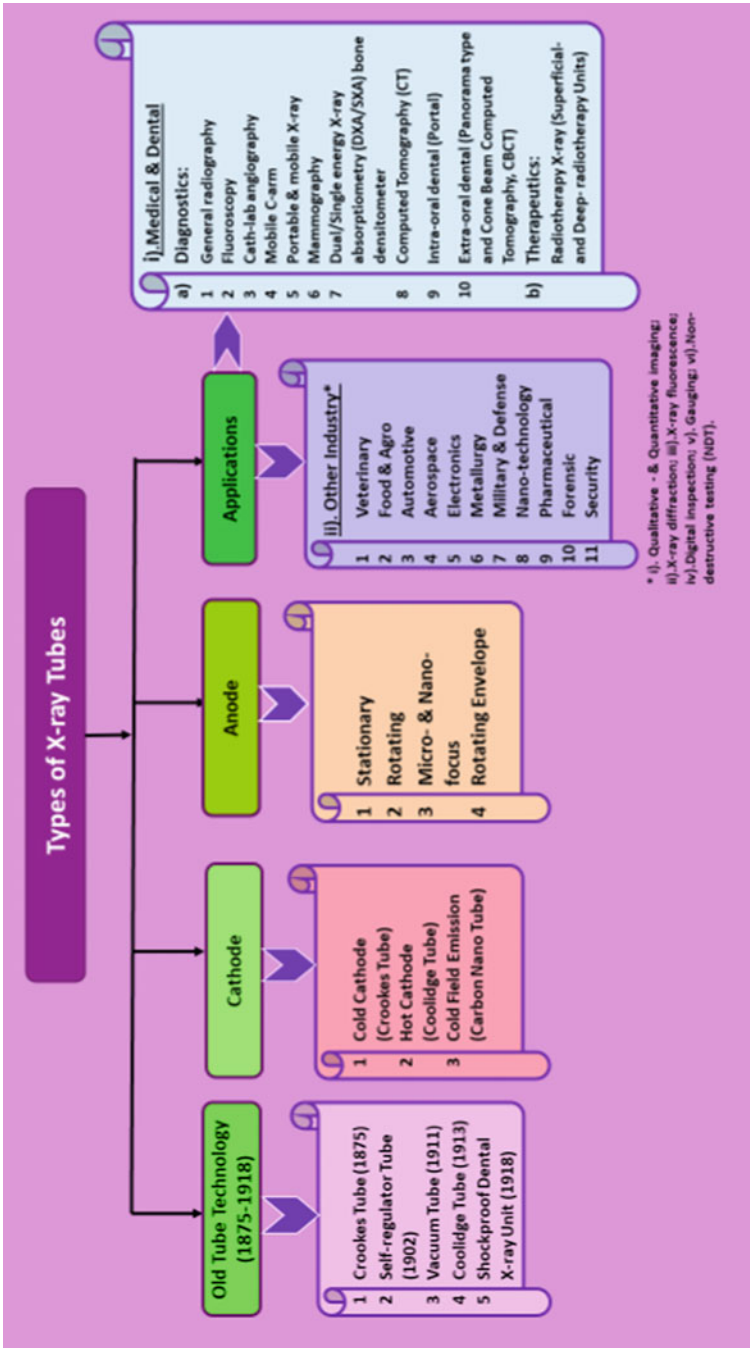 Types of X-ray Tubes
Old Tube Technology
(1875-1918)
1 Crookes Tube (1875)
2 Self-regulator Tube
(1902)
3 Vacuum Tube (1911)
4 Coolidge Tube (1913)
5 Shockproof Dental
X-ray Unit (1918)
Cathode
1 Cold Cathode
(Crookes Tube)
2 Hot Cathode
(Coolidge Tube)
3 Cold Field Emission
(Carbon Nano Tube)
Anode
1 Stationary
2 Rotating
3 Micro- & Nano-
focus
4 Rotating Envelope
Applications
i).Medical & Dental
a) Diagnostics:
1 General radiography
2 Fluoroscopy
3 Cath-lab angiography
4 Mobile C-arm
5 Portable & mobile X-ray
6 Mammography
7 Dual/Single energy X-ray
absorptiometry (DXA/SXA) bone
densitometer
8 Computed Tomography (CT)
9 Intra-oral dental (Portal)
10 Extra-oral dental (Panorama type
and Cone Beam Computed
Tomography, CBCT)
b) Therapeutics:
Radiotherapy X-ray (Superficial-
and Deep- radiotherapy Units)
ii). Other Industry*
1 Veterinary
2 Food & Agro
3 Automotive
4 Aerospace
5 Electronics
6 Metallurgy
7 Military & Defense
8 Nano-technology
9 Pharmaceutical
10 Forensic
11 Security
* i). Qualitative - & Quantitative imaging;
ii).X-ray diffraction; iii).X-ray fluorescence;
iv).Digital inspection; v). Gauging; vi).Non-
destructive testing (NDT).